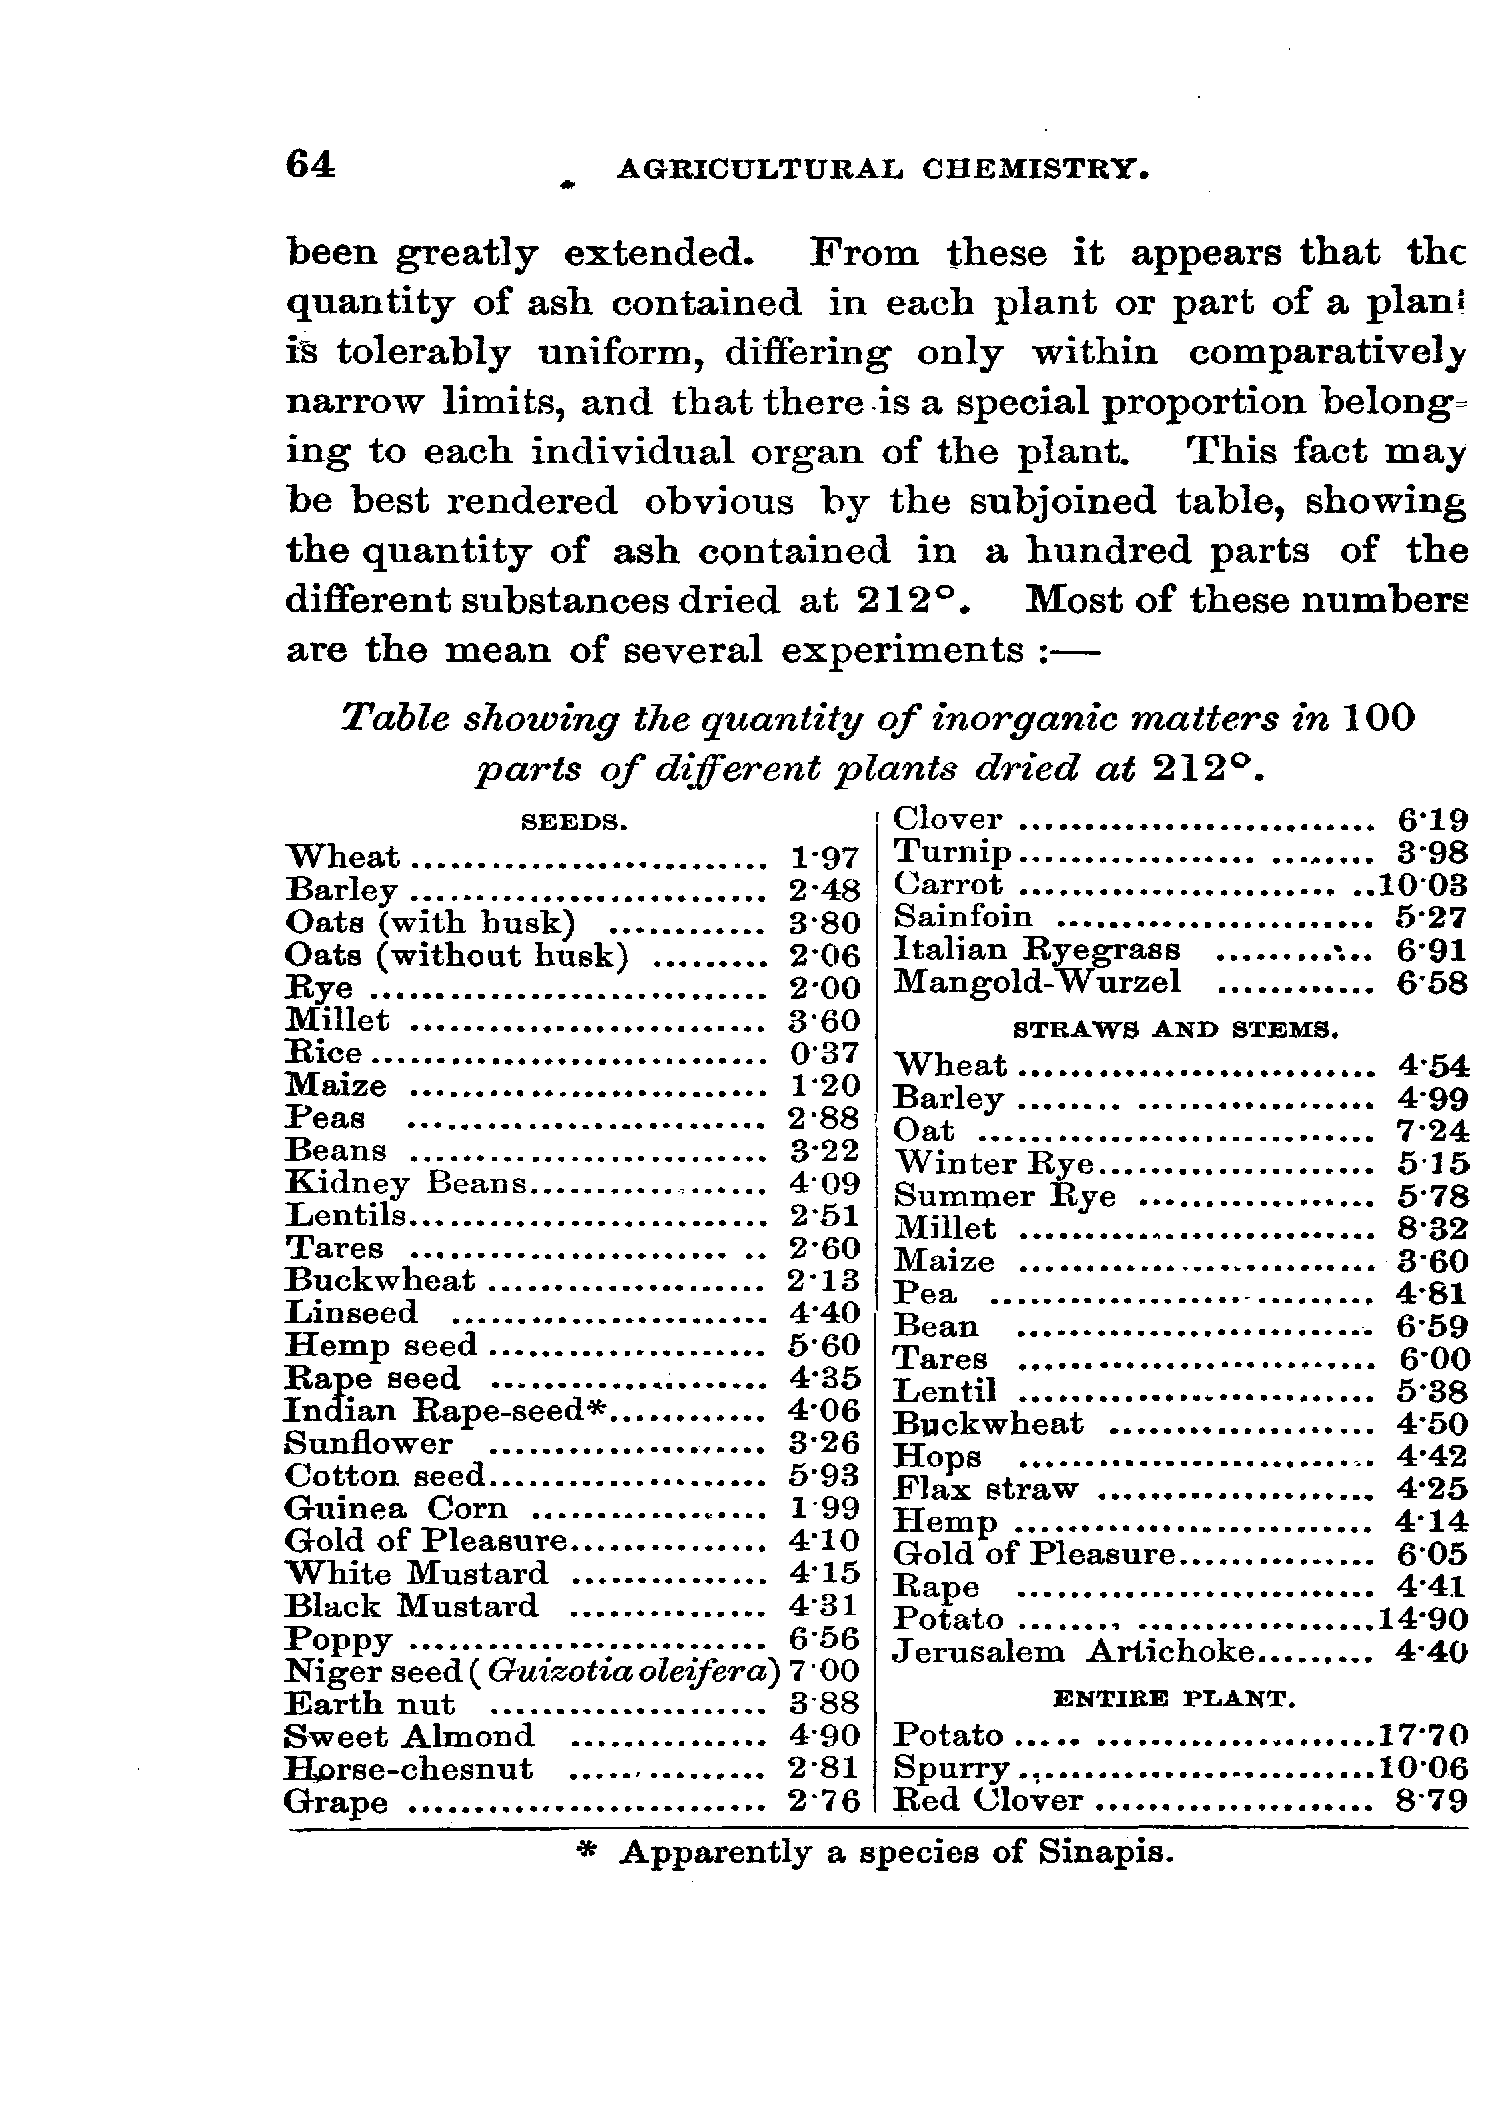 64 AGRICULTURAL CHEMISTRY.
been greatly extended. From these it appears that the
quantity of ash contained in each plant or part of a plant
is tolerably uniform, differing only within comparatively
narrow limits, and that there is a special proportion belong-
ing to each individual organ of the plant. This fact may
be best rendered obvious by the subjoined table, showing
the quantity of ash contained in a hundred parts of the
different substances dried at 212°. Most of these numbers
are the mean of several experiments :—
Table showing the quantity of inorganic matters in 100
parts of different plants dried at 212°.
SEEDS.
Wheat ........................... 1·97
Barley ........................... 2·48
Oats (with husk) ............ 3·80
Oats (without husk) ......... 2·06
Rye .............................. 2·00
Millet ........................... 3·60
Rice .............................. 0·37
Maize ........................... 1·20
Peas ........................... 2·88
Beans ........................... 3·22
Kidney Beans.................. 4·09
Lentils........................... 2·51
Tares ........................... 2·60
Buckwheat ..................... 2·13
Linseed ........................ 4·40
Hemp seed ..................... 5·60
Rape seed ..................... 4·35
Indian Rape-seed*............ 4·06
Sunflower ..................... 3·26
Cotton seed..................... 5·93
Guinea Corn .................. 1·99
Gold of Pleasure............... 4·10
White Mustard ............... 4·15
Black Mustard ............... 4·31
Poppy ........................... 6·56
Niger seed (Guizotia oleifera) 7·00
Earth nut ..................... 3·88
Sweet Almond ............... 4·90
Horse-chesnut ............... 2·81
Grape ........................... 2·76
Clover ........................... 6·19
Turnip ........................... 3·98
Carrot ...........................10·03
Sainfoin ........................ 5·27
Italian Ryegrass ............ 6·91
Mangold-Wurzel ............ 6·58
STRAWS AND STEMS.
Wheat ........................... 4·54
Barley ........................... 4·99
Oat .............................. 7·24
Winter Rye..................... 5·15
Summer Rye .................. 5·78
Millet ........................... 8·32
Maize ........................... 3·60
Pea .............................. 4·81
Bean ........................... 6·59
Tares ........................... 6·00
Lentil ........................... 5·38
Buckwheat ..................... 4·50
Hops ........................... 4·42
Flax straw ..................... 4·25
Hemp ........................... 4·14
Gold of Pleasure............... 6·05
Rape ........................... 4·41
Potato ...........................14·90
Jerusalem Artichoke......... 4·40
ENTIRE PLANT.
Potato ...........................17·70
Spurry ...........................10·06
Red Clover ..................... 8·79
* Apparently a species of Sinapis.